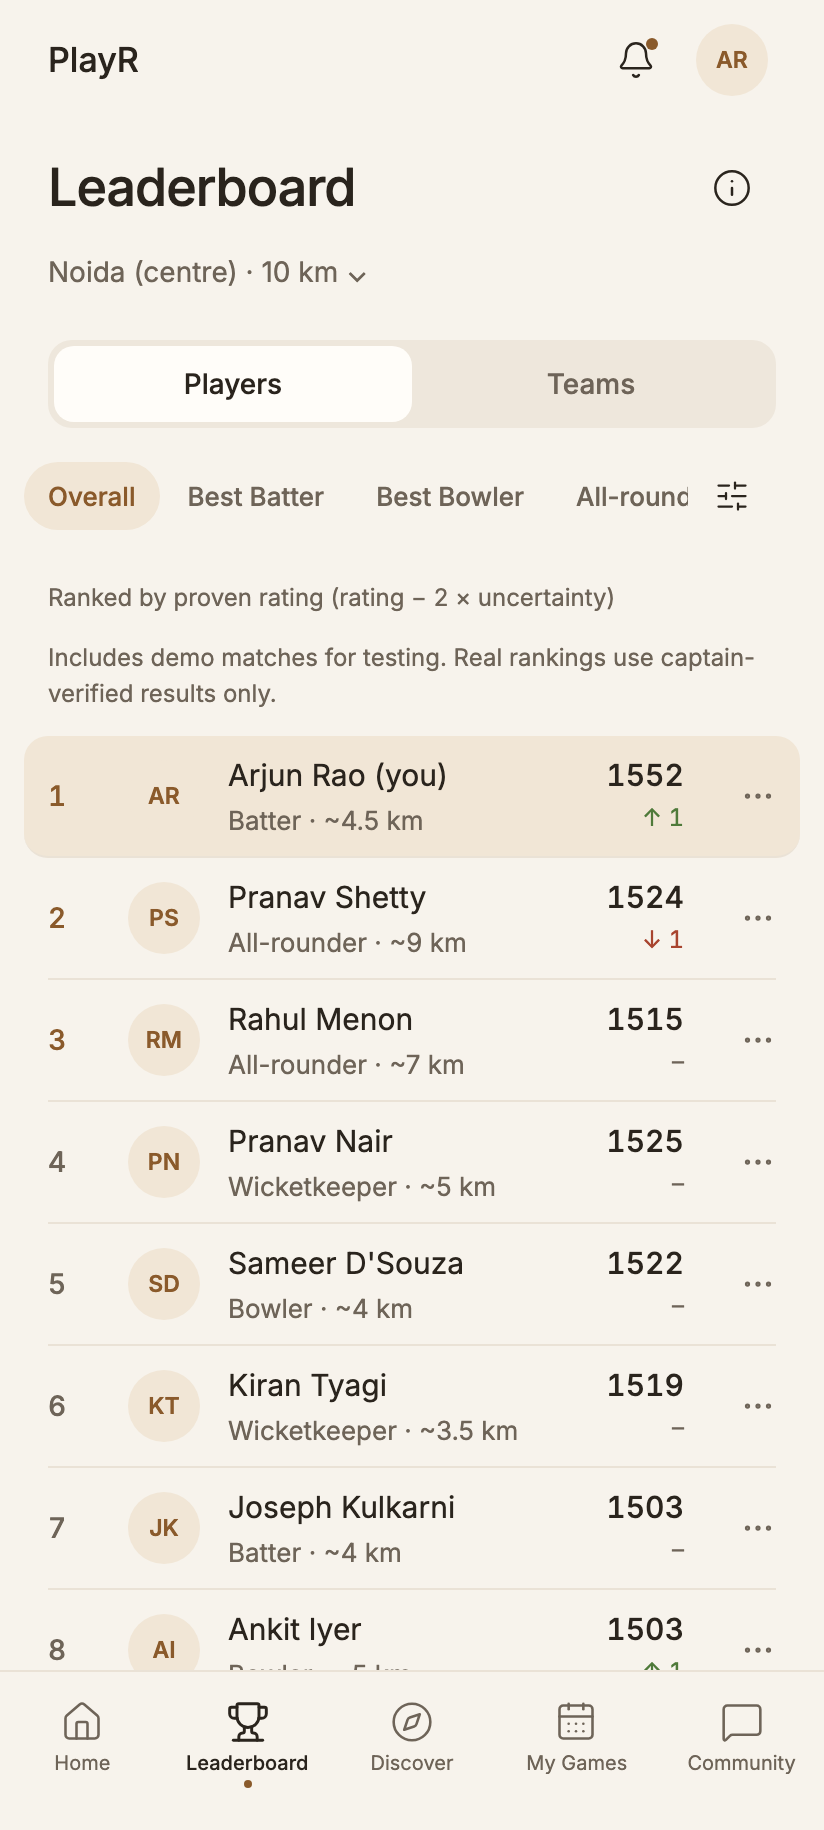 PlayR
AR
Leaderboard
Noida (centre) · 10 km
Players
Teams
Overall
Best Batter
Best Bowler
All-round
Ranked by proven rating (rating − 2 × uncertainty)
Includes demo matches for testing. Real rankings use captain-
verified results only.
1
AR
Arjun Rao (you)
1552
Batter · ~4.5 km
↑ 1
2
PS
Pranav Shetty
1524
All-rounder · ~9 km
↓ 1
3
RM
Rahul Menon
1515
All-rounder · ~7 km
–
4
PN
Pranav Nair
1525
Wicketkeeper · ~5 km
–
5
SD
Sameer D'Souza
1522
Bowler · ~4 km
–
6
KT
Kiran Tyagi
1519
Wicketkeeper · ~3.5 km
–
7
JK
Joseph Kulkarni
1503
Batter · ~4 km
–
8
AI
Ankit Iyer
1503
Home
Leaderboard
Discover
My Games
Community